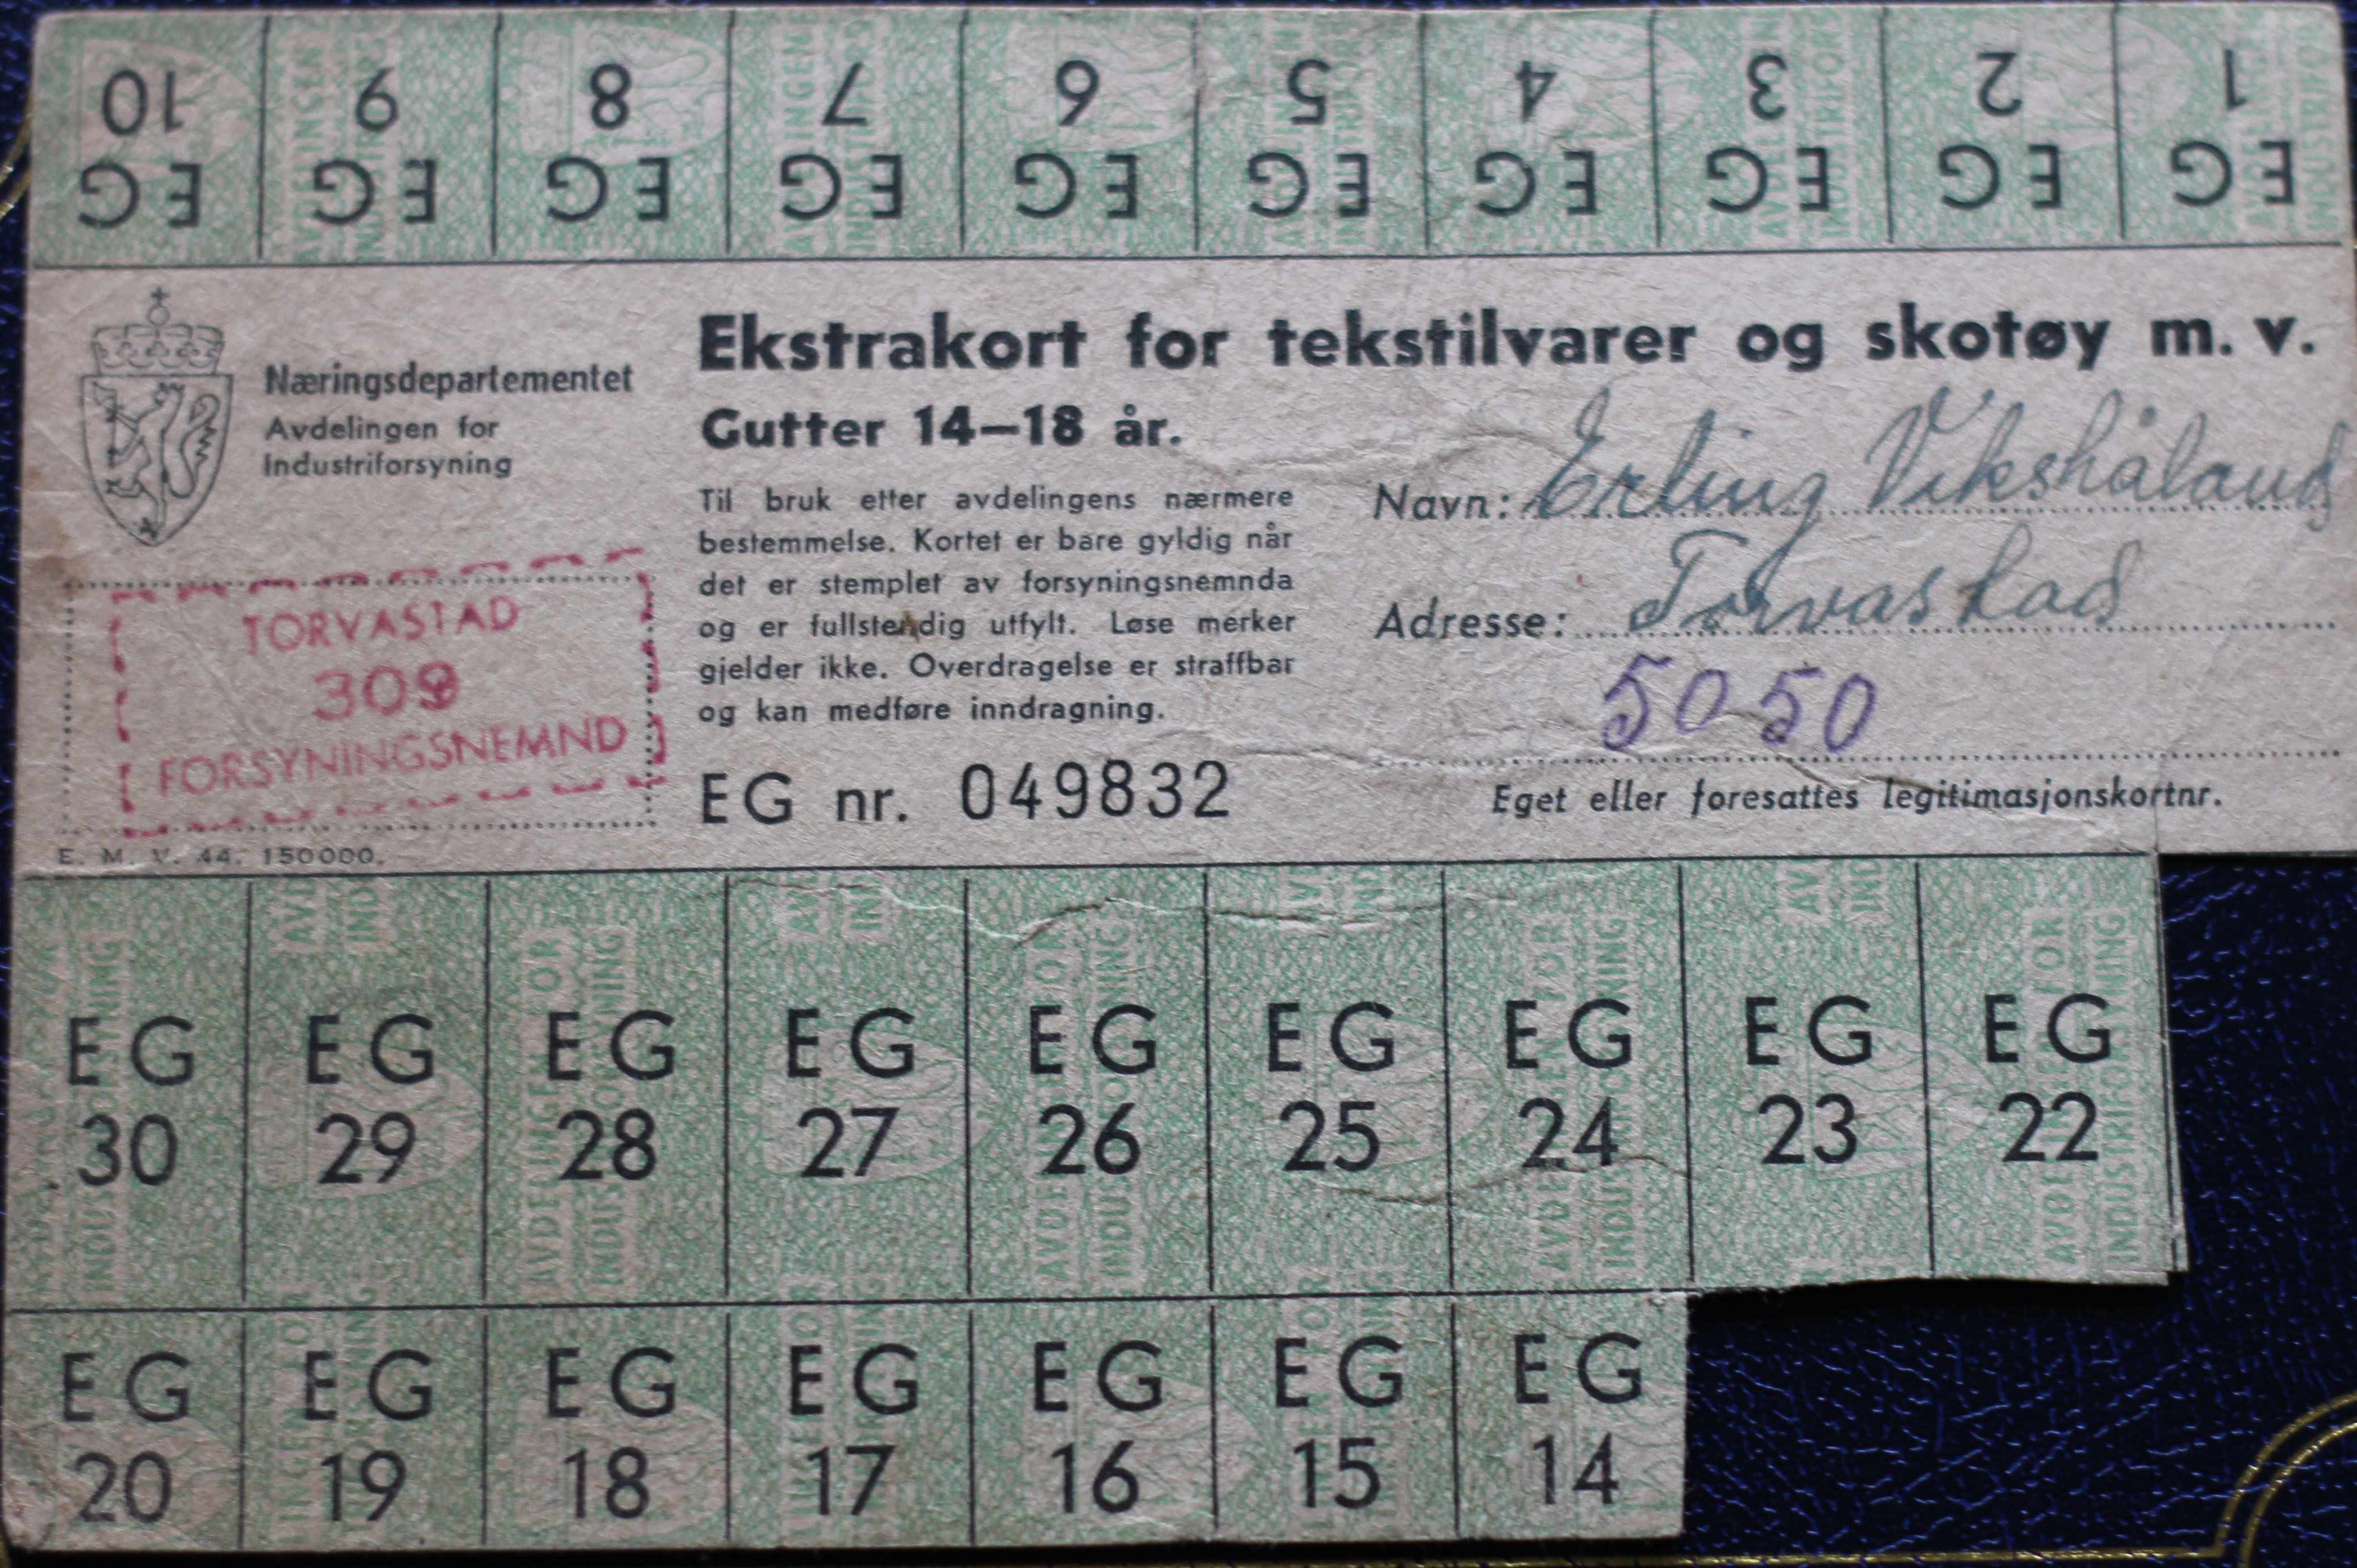 10 9 8 7 6 5 4 3 2 1
EG EG EG EG EG EG EG EG EG EG
Næringsdepartementet
Avdelingen for
Industriforsyning
TORVASTAD
309
FORSYNINGSNEMND
E. M. V. 44. 150000.
Ekstrakort for tekstilvarer og skotøy m. v.
Gutter 14—18 år.
Til bruk etter avdelingens nærmere
bestemmelse. Kortet er bare gyldig når
det er stemplet av forsyningsnemnda
og er fullstendig utfylt. Løse merker
gjelder ikke. Overdragelse er straffbar
og kan medføre inndragning.
EG nr. 049832
Navn: Erling Vikshåland
Adresse: Torvastad
5050
Eget eller foresattes legitimasjonskortnr.
EG EG EG EG EG EG EG EG EG
30 29 28 27 26 25 24 23 22
EG EG EG EG EG EG EG
20 19 18 17 16 15 14